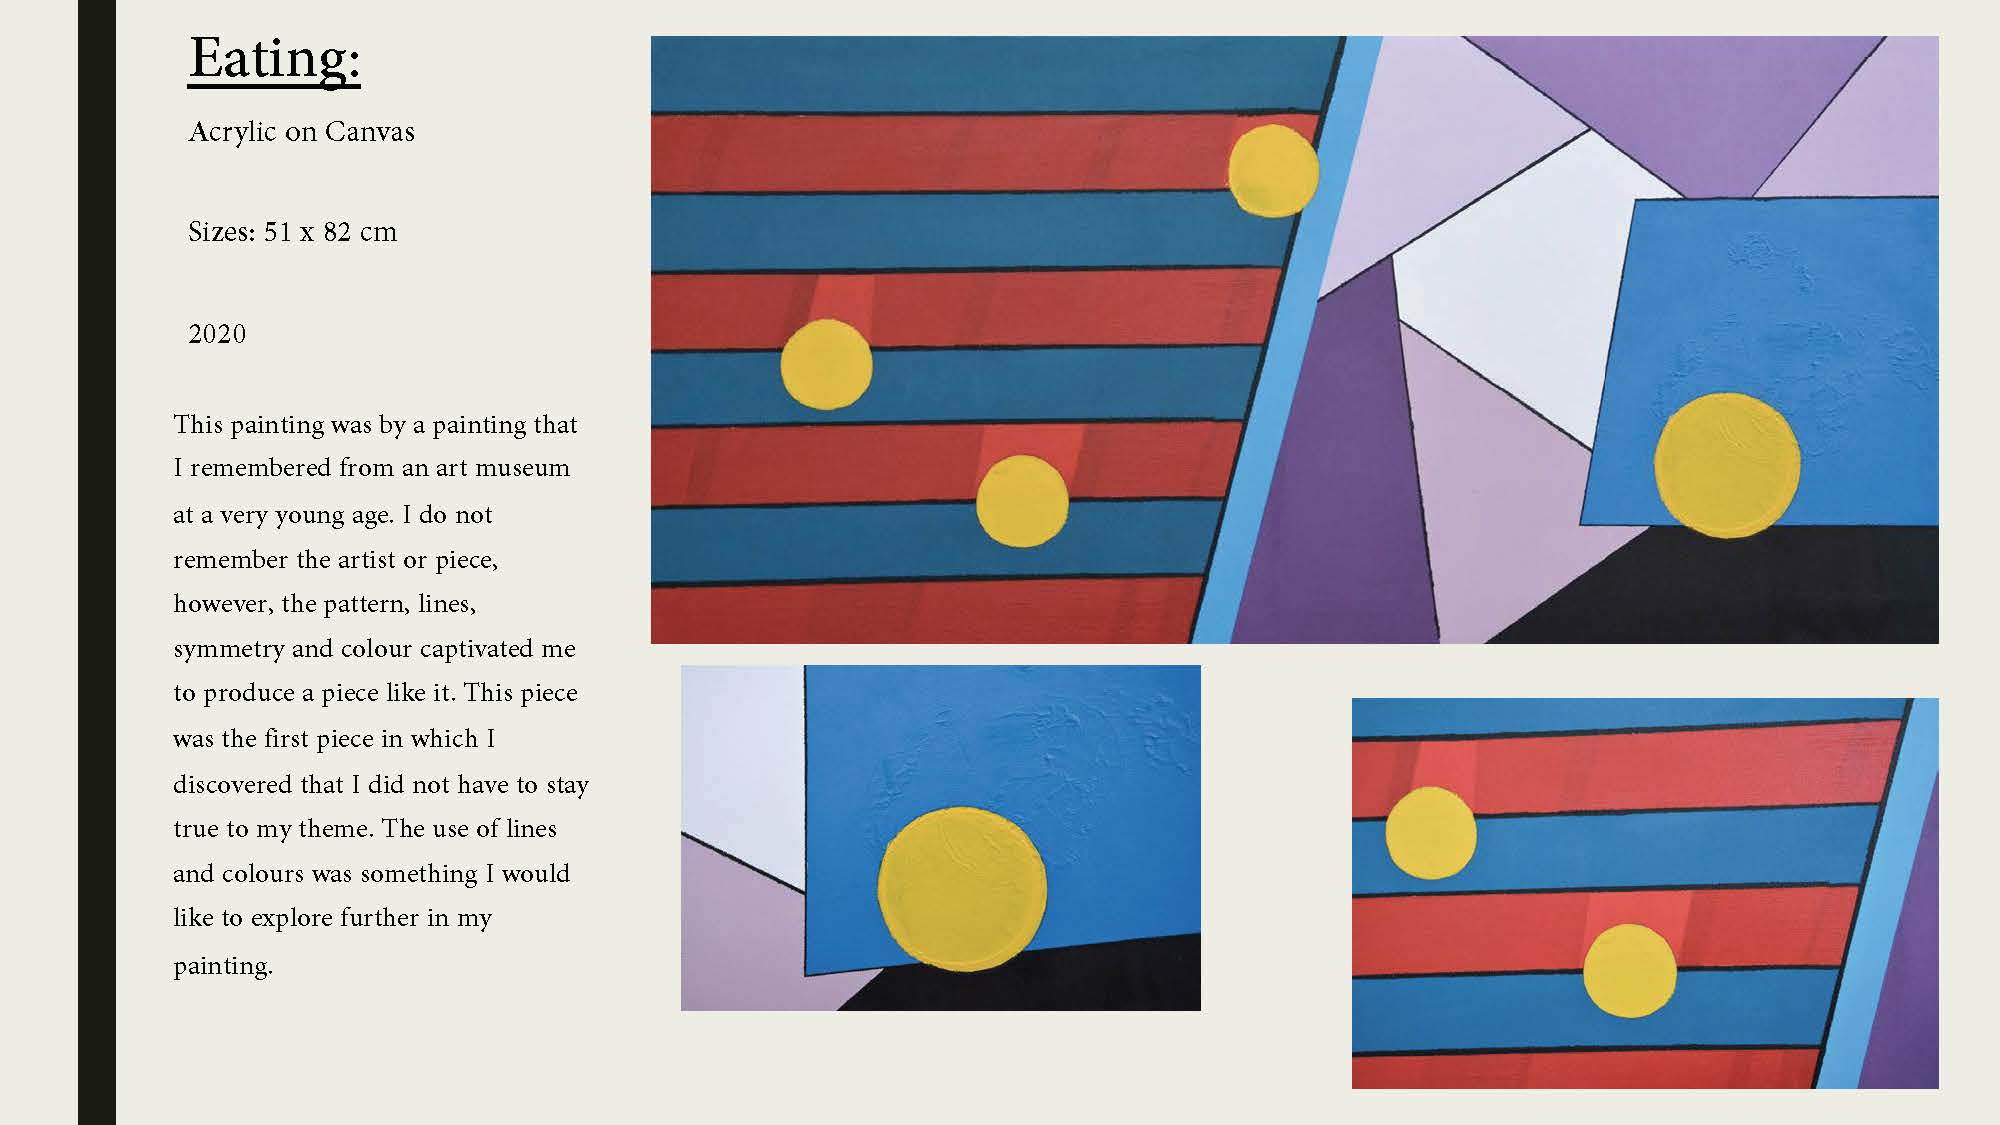 Eating:
Acrylic on Canvas
Sizes: 51 x 82 cm
2020
This painting was by a painting that
I remembered from an art museum
at a very young age. I do not
remember the artist or piece,
however, the pattern, lines,
symmetry and colour captivated me
to produce a piece like it. This piece
was the first piece in which I
discovered that I did not have to stay
true to my theme. The use of lines
and colours was something I would
like to explore further in my
painting.